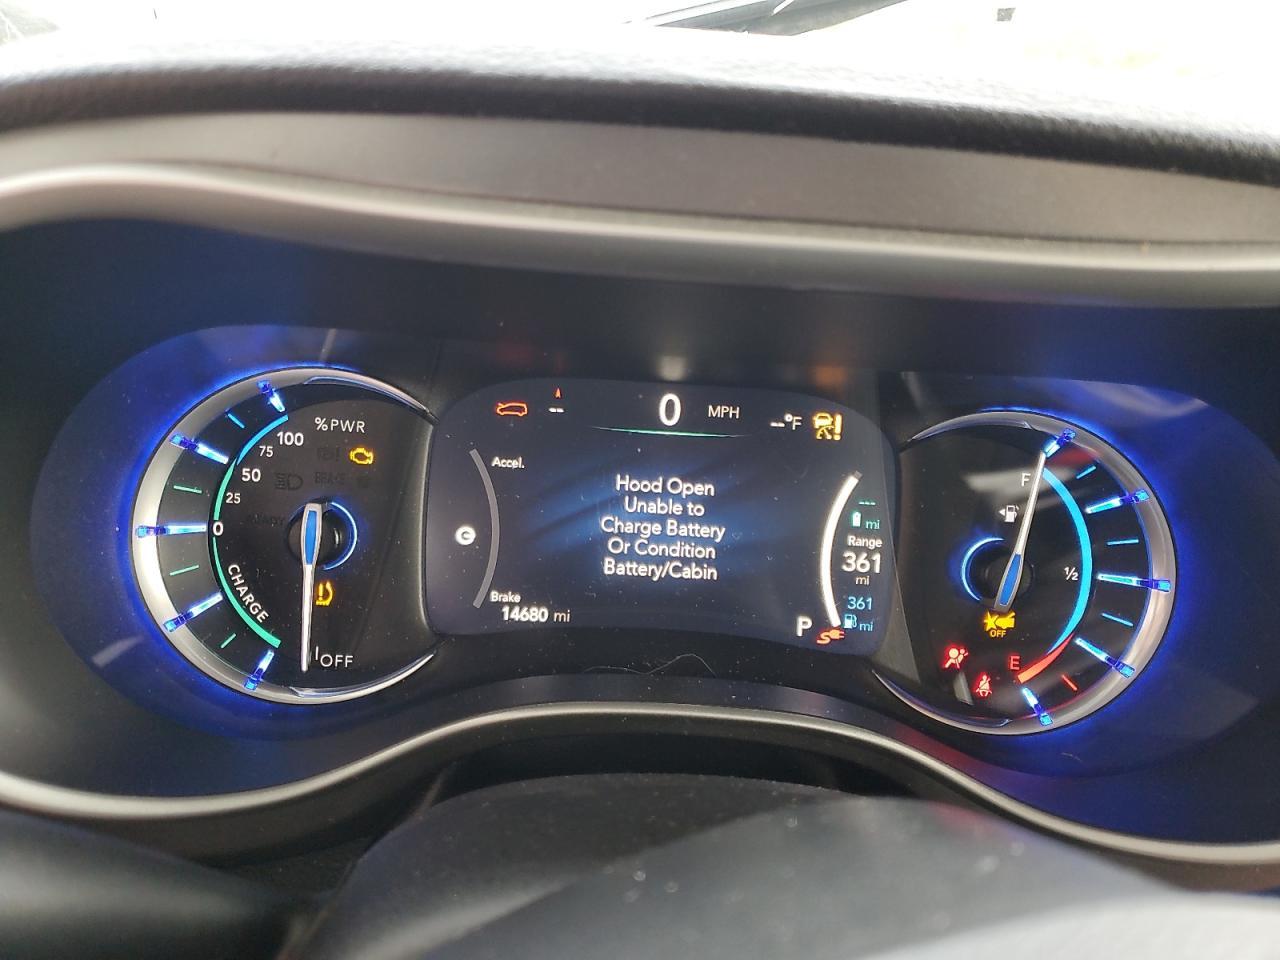 %PWR
100
75
50
25
0
CHARGE
OFF
0 MPH
--°F
Accel.
Hood Open
Unable to
Charge Battery
Or Condition
Battery/Cabin
Brake
14680 mi
--- mi
Range
361
mi
361
mi
P
F
½
E
OFF